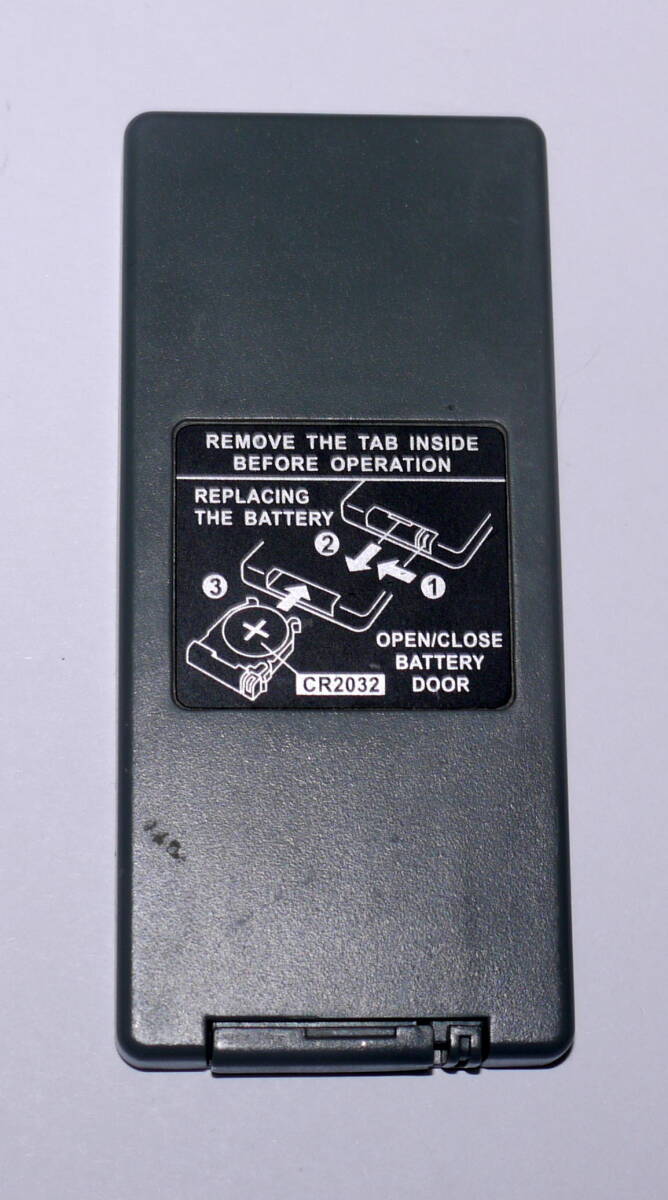 REMOVE THE TAB INSIDE
BEFORE OPERATION
REPLACING
THE BATTERY
2
1
3
OPEN/CLOSE
BATTERY
DOOR
CR2032